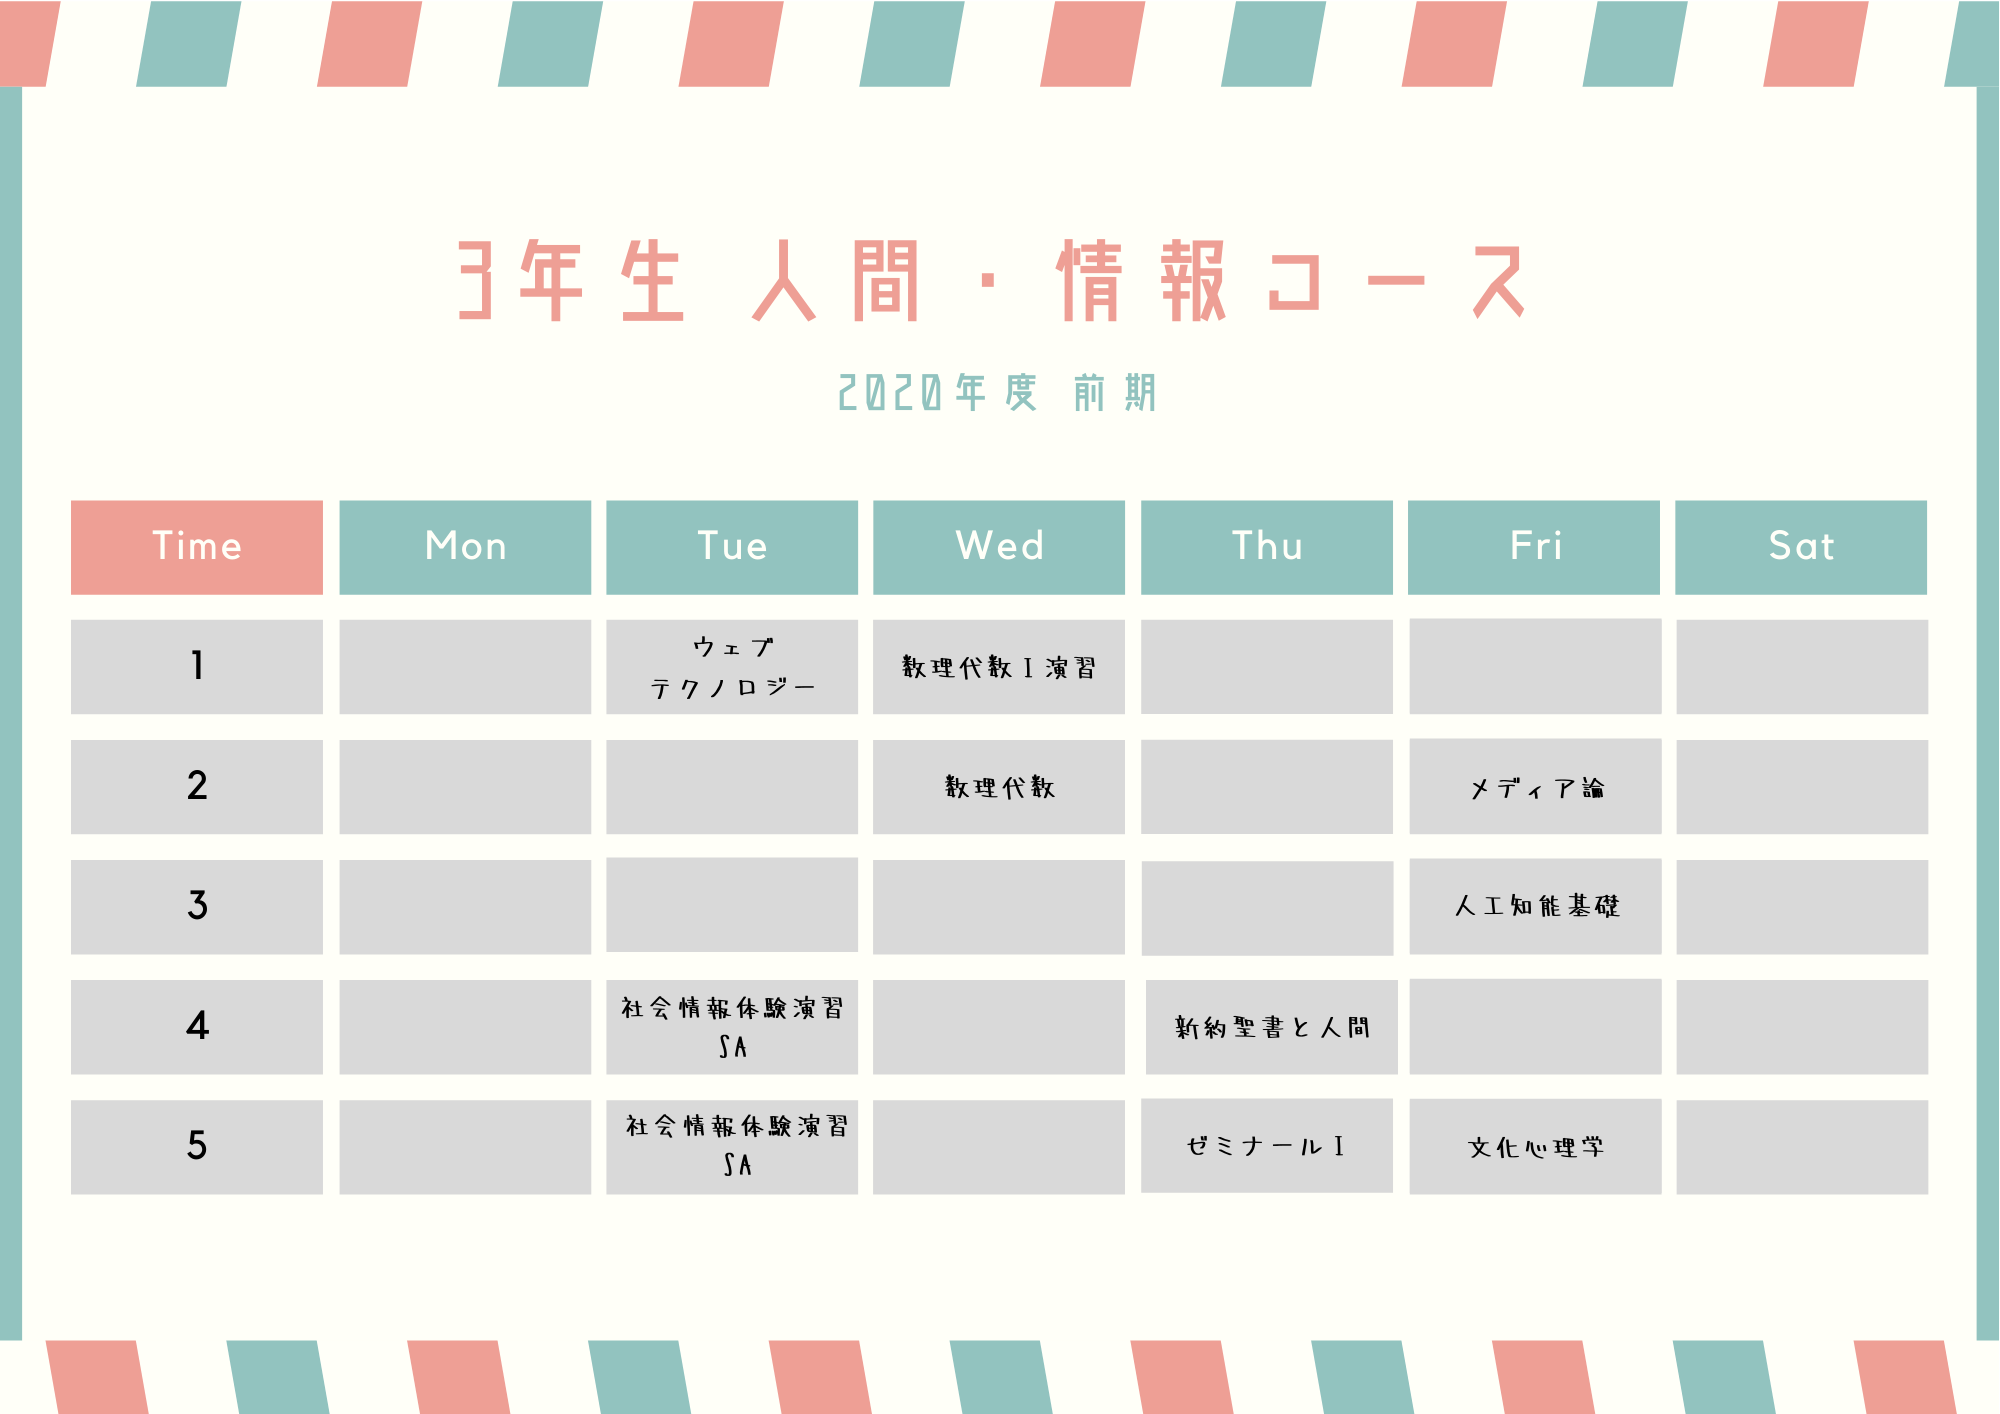 3年生 人間・情報コース
2020年度 前期
Time Mon Tue Wed Thu Fri Sat
1
ウェブ
テクノロジー
数理代数Ⅰ演習
2
数理代数
メディア論
3
人工知能基礎
4
社会情報体験演習
SA
新約聖書と人間
5
社会情報体験演習
SA
ゼミナールⅠ
文化心理学